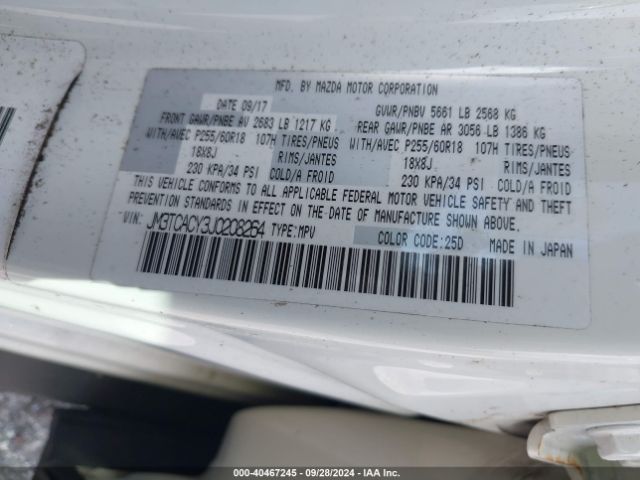 MFD. BY MAZDA MOTOR CORPORATION
DATE 09/17 GVWR/PNBV 5661 LB 2568 KG
FRONT GAWR/PNBE AV 2683 LB 1217 KG REAR GAWR/PNBE AR 3056 LB 1386 KG
WITH/AVEC P255/60R18 107H TIRES/PNEUS WITH/AVEC P255/60R18 107H TIRES/PNEUS
18X8J RIMS/JANTES 18X8J RIMS/JANTES
230 KPA/34 PSI COLD/A FROID 230 KPA/34 PSI COLD/A FROID
THIS VEHICLE CONFORMS TO ALL APPLICABLE FEDERAL MOTOR VEHICLE SAFETY AND THEFT
PREVENTION STANDARDS IN EFFECT ON THE DATE OF MANUFACTURE SHOWN ABOVE.
VIN: JM3TCACY3J0208264 TYPE:MPV COLOR CODE:25D MADE IN JAPAN
000-40467245 | 09/28/2024 | IAAI.COM